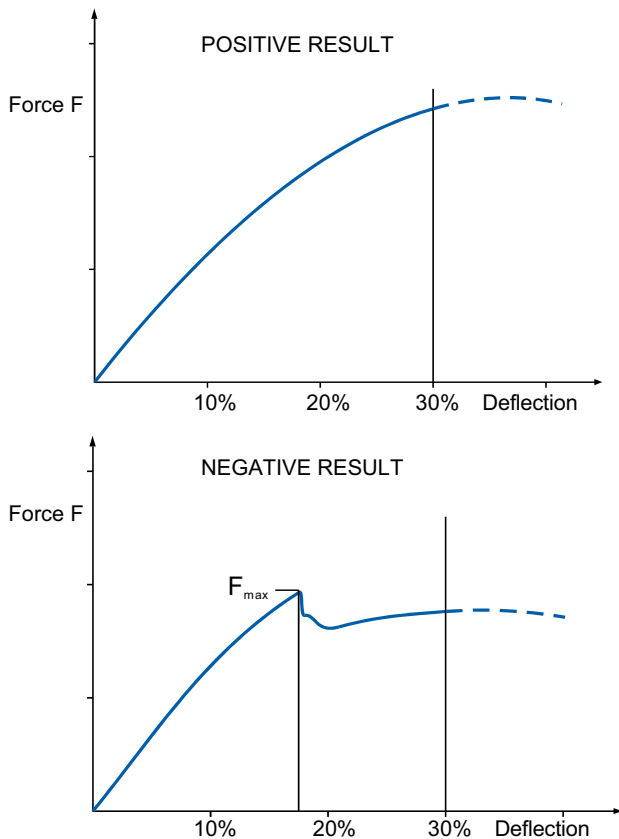 POSITIVE RESULT
Force F
10% 20% 30% Deflection
NEGATIVE RESULT
Force F
Fmax
10% 20% 30% Deflection